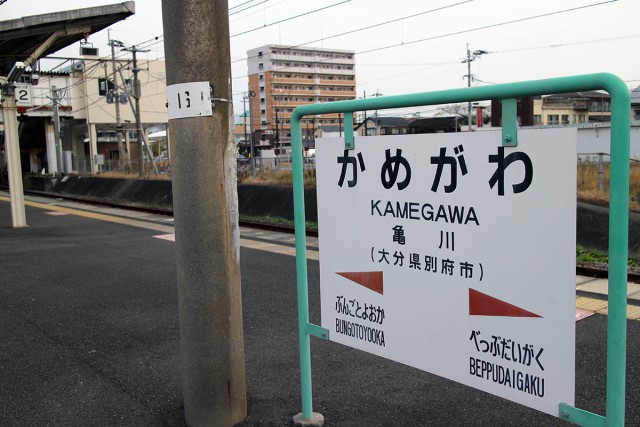 2
かめがわ
KAMEGAWA
亀川
(大分県別府市)
ぶんごとよおか
BUNGOTOYOOKA
べっぷだいがく
BEPPUDAIGAKU